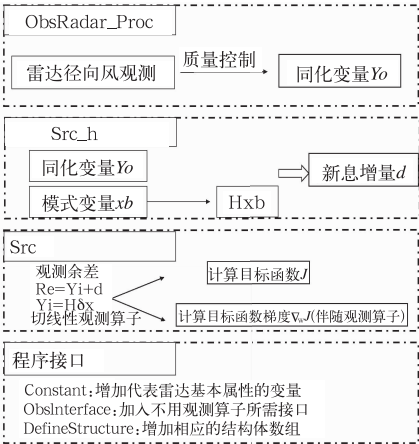 ObsRadar_Proc
雷达径向风观测
质量控制
同化变量Yo
Src_h
同化变量Yo
模式变量xb
Hxb
新息增量d
Src
观测余差
Re=Yi+d
Yi=Hδx
切线性观测算子
计算目标函数J
计算目标函数梯度∇ₓJ(伴随观测算子)
程序接口
Constant:增加代表雷达基本属性的变量
ObsInterface:加入不用观测算子所需接口
DefineStructure:增加相应的结构体数组